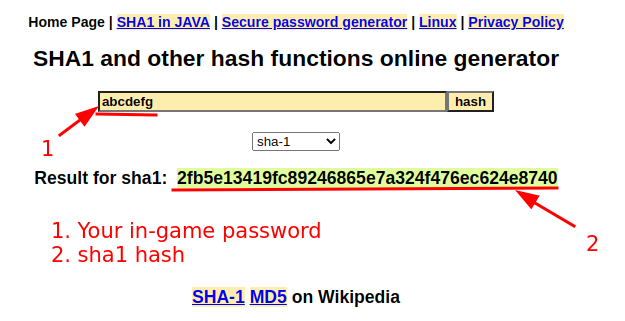 Home Page | SHA1 in JAVA | Secure password generator | Linux | Privacy Policy
SHA1 and other hash functions online generator
abcdefg hash
1
sha-1
Result for sha1: 2fb5e13419fc89246865e7a324f476ec624e8740
1. Your in-game password
2
2. sha1 hash
SHA-1 MD5 on Wikipedia